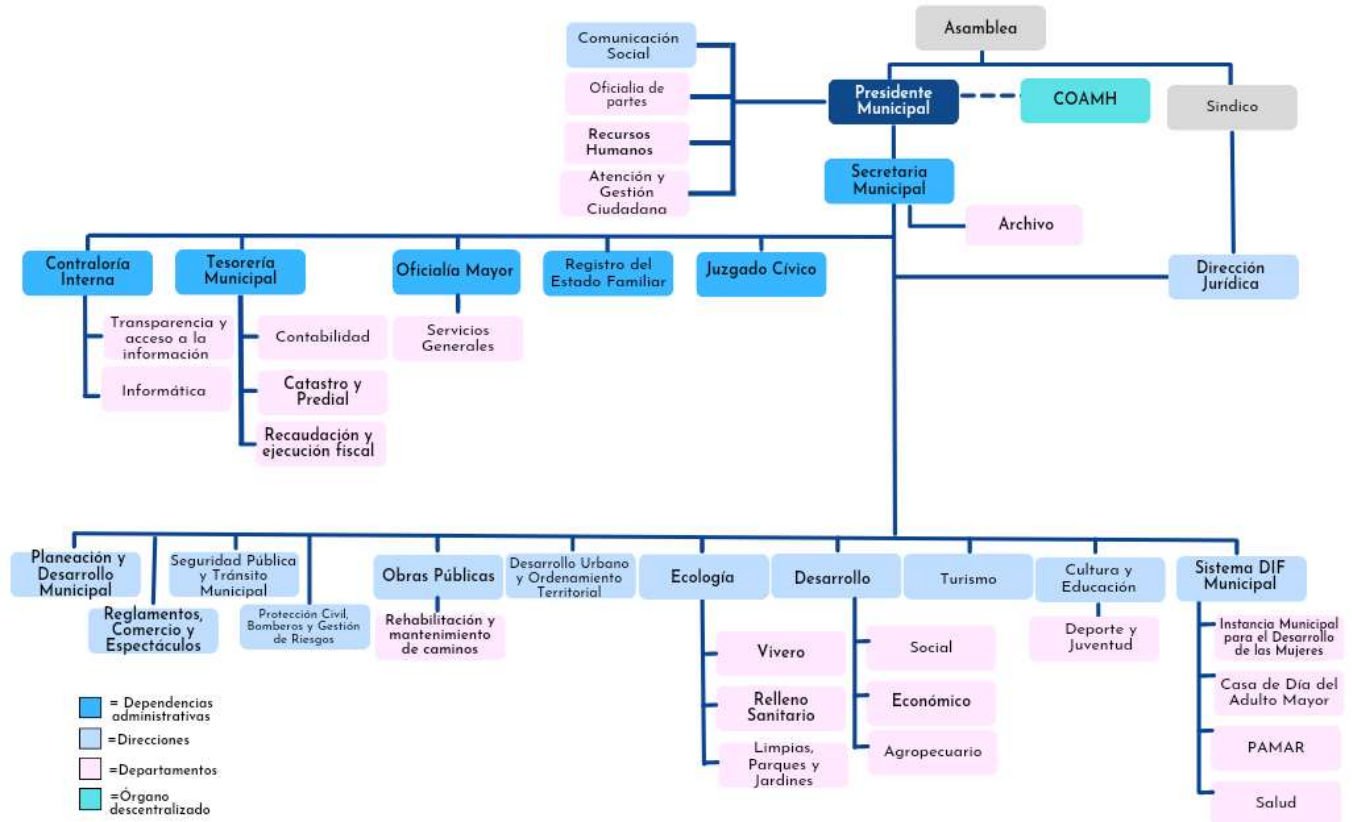 Asamblea
Comunicación
Social
Oficialia de
partes
Recursos
Humanos
Atención y
Gestión
Ciudadana
Presidente
Municipal
COAMH
Sindico
Secretaria
Municipal
Archivo
Contraloría
Interna
Tesorería
Municipal
Oficialía Mayor
Registro del
Estado Familiar
Juzgado Cívico
Dirección
Jurídica
Transparencia y
acceso a la
información
Informática
Contabilidad
Catastro y
Predial
Recaudación y
ejecución fiscal
Servicios
Generales
Planeación y
Desarrollo
Municipal
Reglamentos,
Comercio y
Espectáculos
Seguridad Pública
y Tránsito
Municipal
Protección Civil,
Bomberos y Gestión
de Riesgos
Obras Públicas
Rehabilitación y
mantenimiento
de caminos
Desarrollo Urbano
y Ordenamiento
Territorial
Ecología
Vivero
Relleno
Sanitario
Limpias,
Parques y
Jardines
Desarrollo
Social
Económico
Agropecuario
Turismo
Cultura y
Educación
Deporte y
Juventud
Sistema DIF
Municipal
Instancia Municipal
para el Desarrollo
de las Mujeres
Casa de Día del
Adulto Mayor
PAMAR
Salud
= Dependencias
administrativas
=Direcciones
=Departamentos
=Órgano
descentralizado